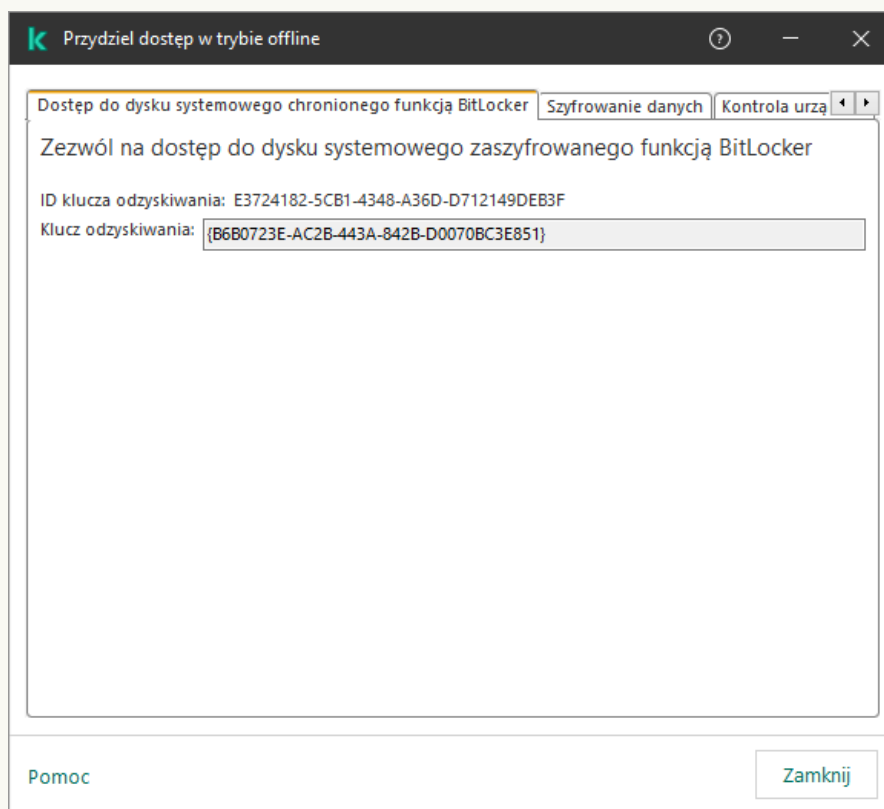 Przydziel dostęp w trybie offline
Dostęp do dysku systemowego chronionego funkcją BitLocker Szyfrowanie danych Kontrola urzą
Zezwól na dostęp do dysku systemowego zaszyfrowanego funkcją BitLocker
ID klucza odzyskiwania: E3724182-5CB1-4348-A36D-D712149DEB3F
Klucz odzyskiwania: {B6B0723E-AC2B-443A-842B-D0070BC3E851}
Pomoc Zamknij